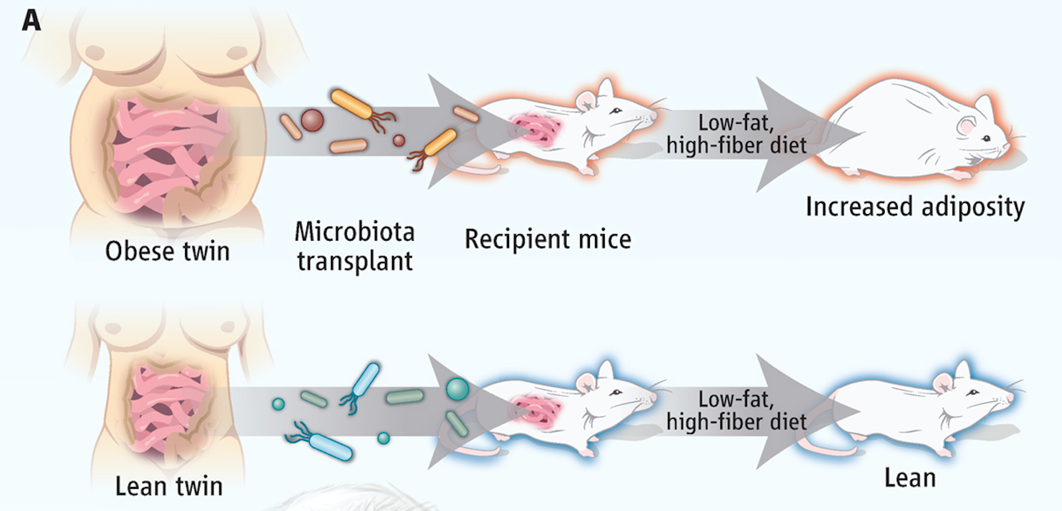 A
Obese twin
Microbiota
transplant
Recipient mice
Low-fat,
high-fiber diet
Increased adiposity
Lean twin
Low-fat,
high-fiber diet
Lean